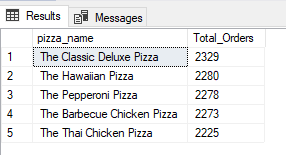 Results Messages
pizza_name Total_Orders
1 The Classic Deluxe Pizza 2329
2 The Hawaiian Pizza 2280
3 The Pepperoni Pizza 2278
4 The Barbecue Chicken Pizza 2273
5 The Thai Chicken Pizza 2225